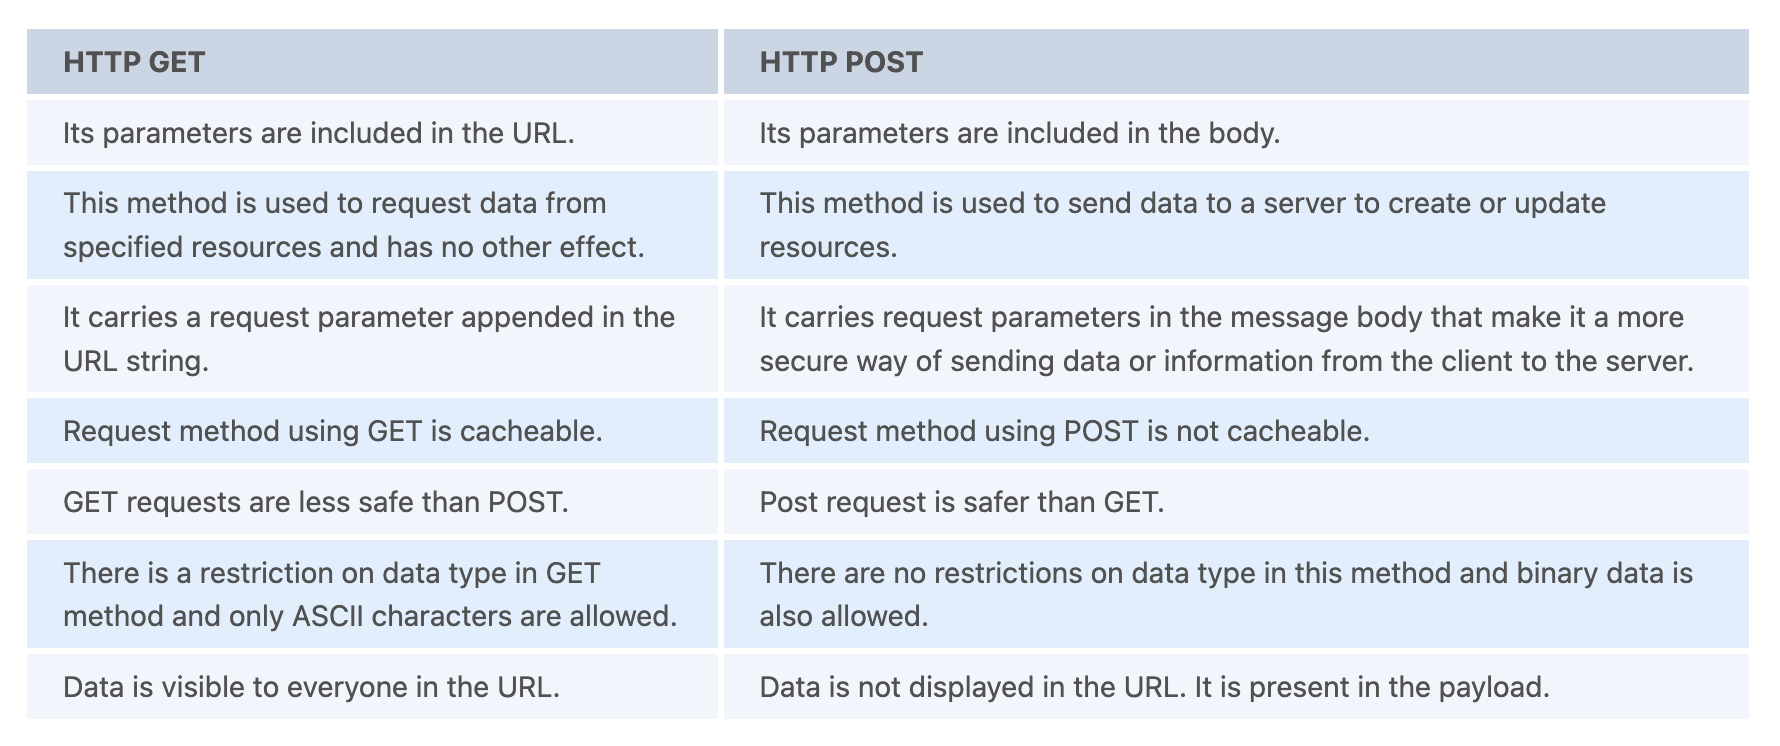 HTTP GET
HTTP POST
Its parameters are included in the URL.
Its parameters are included in the body.
This method is used to request data from
specified resources and has no other effect.
This method is used to send data to a server to create or update
resources.
It carries a request parameter appended in the
URL string.
It carries request parameters in the message body that make it a more
secure way of sending data or information from the client to the server.
Request method using GET is cacheable.
Request method using POST is not cacheable.
GET requests are less safe than POST.
Post request is safer than GET.
There is a restriction on data type in GET
method and only ASCII characters are allowed.
There are no restrictions on data type in this method and binary data is
also allowed.
Data is visible to everyone in the URL.
Data is not displayed in the URL. It is present in the payload.